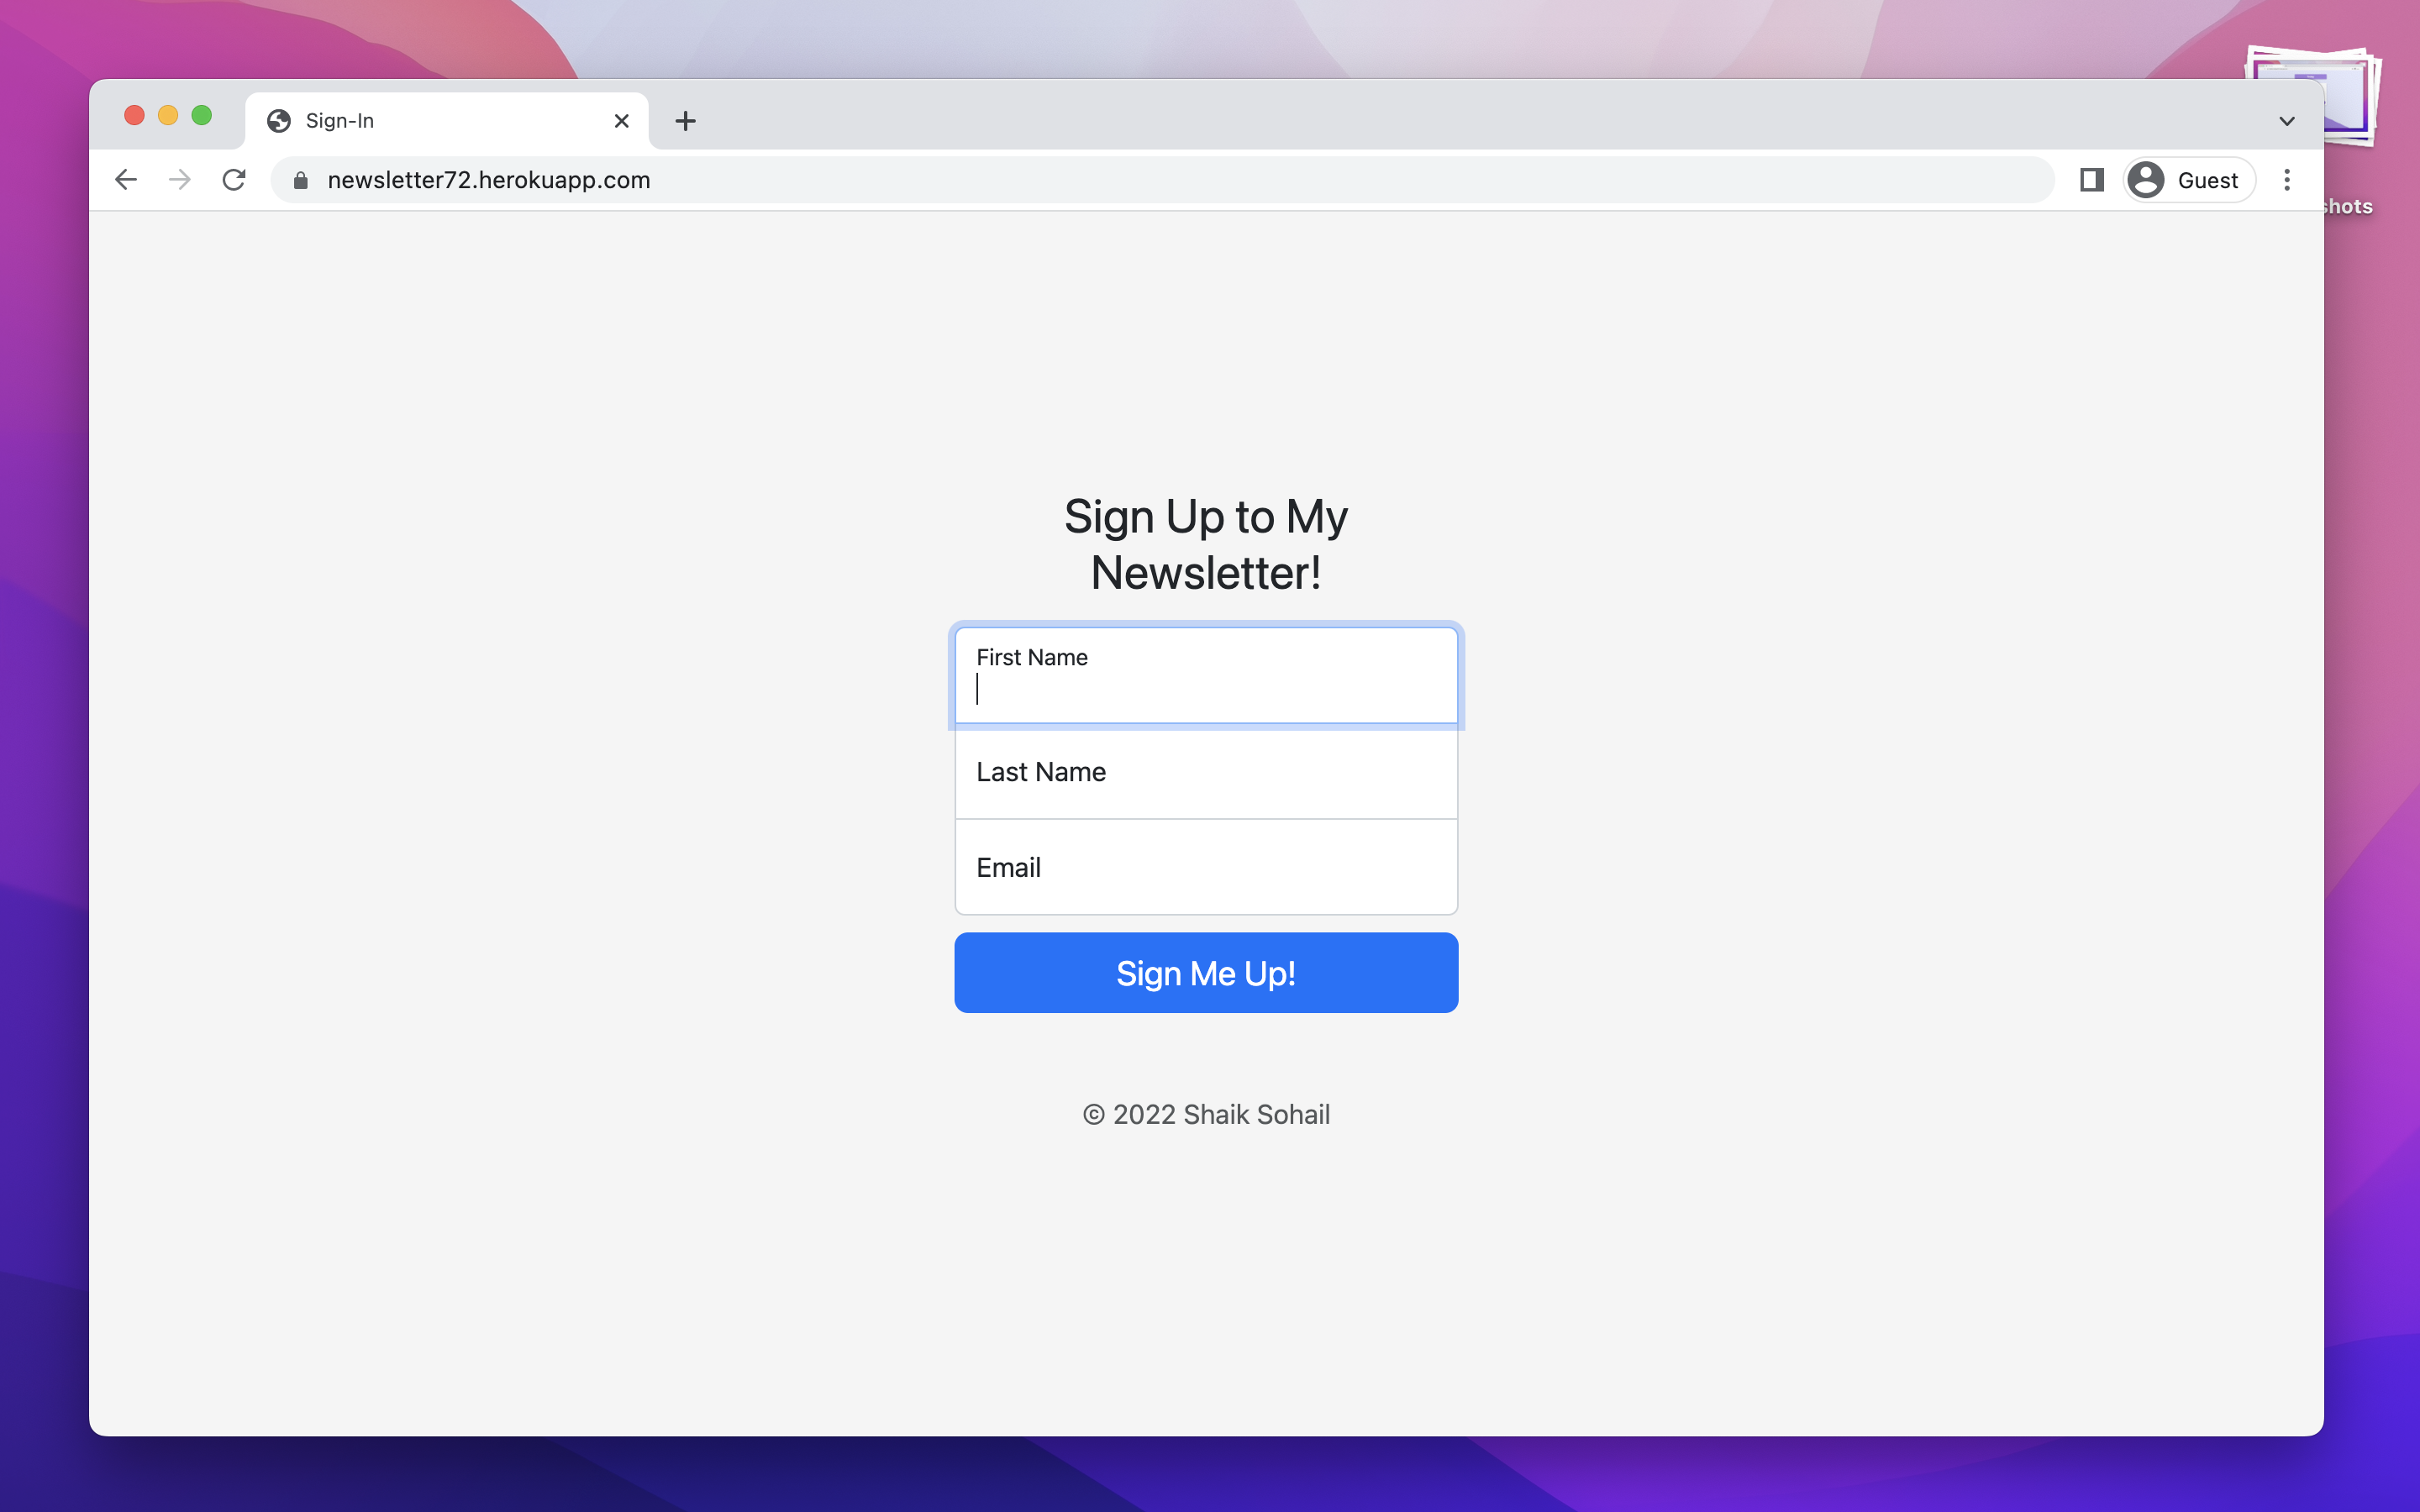 Sign-In
newsletter72.herokuapp.com
Guest
shots
Sign Up to My
Newsletter!
First Name
Last Name
Email
Sign Me Up!
© 2022 Shaik Sohail